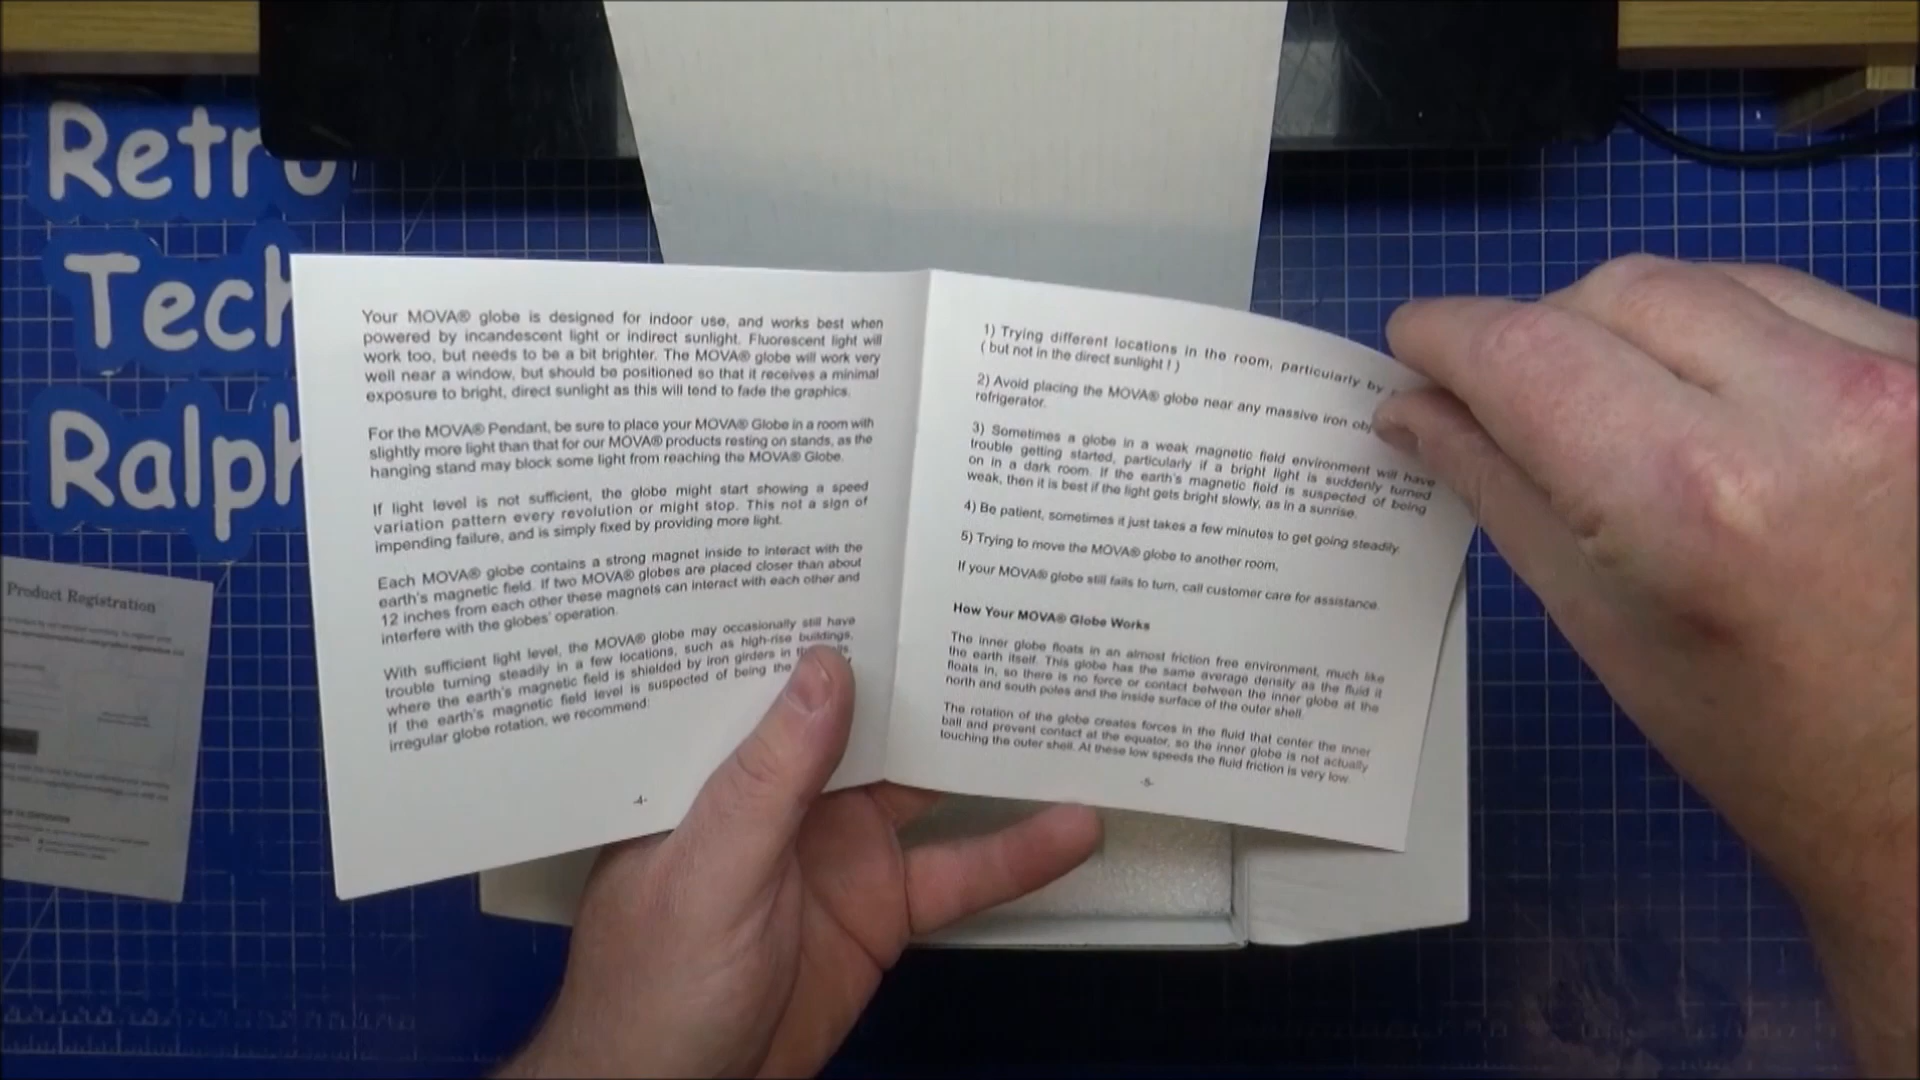 Retro
Tech
Ralph
Product Registration
Your MOVA® globe is designed for indoor use, and works best when
powered by incandescent light or indirect sunlight. Fluorescent light will
work too, but needs to be a bit brighter. The MOVA® globe will work very
well near a window, but should be positioned so that it receives a minimal
exposure to bright, direct sunlight as this will tend to fade the graphics.
For the MOVA® Pendant, be sure to place your MOVA® Globe in a room with
slightly more light than that for our MOVA® products resting on stands, as the
hanging stand may block some light from reaching the MOVA® Globe.
If light level is not sufficient, the globe might start showing a speed
variation pattern every revolution or might stop. This not a sign of
impending failure, and is simply fixed by providing more light.
Each MOVA® globe contains a strong magnet inside to interact with the
earth's magnetic field. If two MOVA® globes are placed closer than about
12 inches from each other these magnets can interact with each other and
interfere with the globes' operation.
With sufficient light level, the MOVA® globe may occasionally still have
trouble turning steadily in a few locations, such as high-rise buildings,
where the earth's magnetic field is shielded by iron girders in
If the earth's magnetic field level is suspected of being the
irregular globe rotation, we recommend:
-4-
1) Trying different locations in the room, particularly by
( but not in the direct sunlight ! )
2) Avoid placing the MOVA® globe near any massive iron
refrigerator.
3) Sometimes a globe in a weak magnetic field environment will have
trouble getting started, particularly if a bright light is suddenly turned
on in a dark room. If the earth's magnetic field is suspected of being
weak, then it is best if the light gets bright slowly, as in a sunrise.
4) Be patient, sometimes it just takes a few minutes to get going steadily.
5) Trying to move the MOVA® globe to another room,
If your MOVA® globe still fails to turn, call customer care for assistance.
How Your MOVA® Globe Works
The inner globe floats in an almost friction free environment, much like
the earth itself. This globe has the same average density as the fluid it
floats in, so there is no force or contact between the inner globe at the
north and south poles and the inside surface of the outer shell.
The rotation of the globe creates forces in the fluid that center the inner
ball and prevent contact at the equator, so the inner globe is not actually
touching the outer shell. At these low speeds the fluid friction is very low
-5-